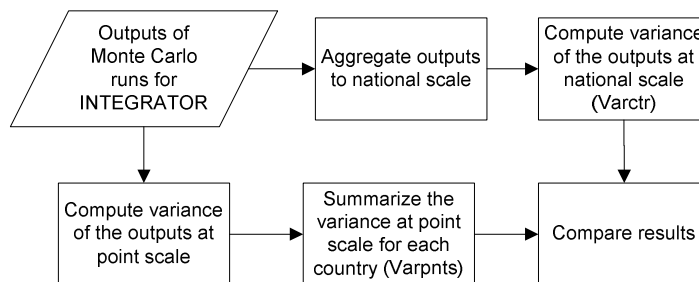 Outputs of
Monte Carlo
runs for
INTEGRATOR
Aggregate outputs
to national scale
Compute variance
of the outputs at
national scale
(Varctr)
Compute variance
of the outputs at
point scale
Summarize the
variance at point
scale for each
country (Varpnts)
Compare results